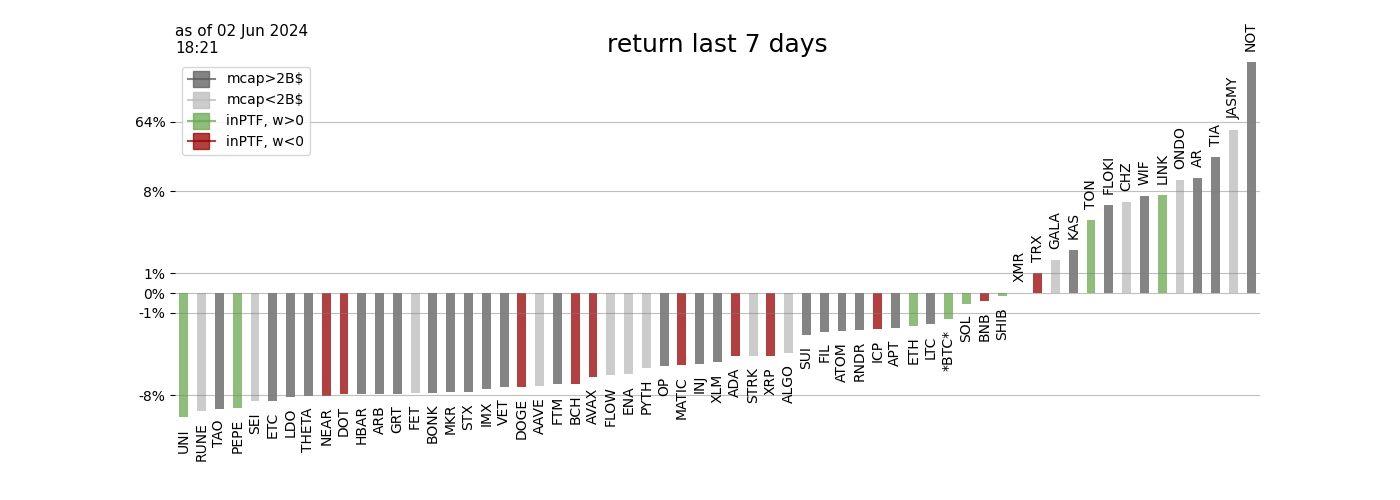 as of 02 Jun 2024
18:21
return last 7 days
mcap>2B$
mcap<2B$
inPTF, w>0
inPTF, w<0
64%
8%
1%
0%
-1%
-8%
UNI
RUNE
TAO
PEPE
SEI
ETC
LDO
THETA
NEAR
DOT
HBAR
ARB
GRT
FET
BONK
MKR
STX
IMX
VET
DOGE
AAVE
FTM
BCH
AVAX
FLOW
ENA
PYTH
OP
MATIC
INJ
XLM
ADA
STRK
XRP
ALGO
SUI
FIL
ATOM
RNDR
ICP
APT
ETH
LTC
*BTC*
SOL
BNB
SHIB
XMR
TRX
GALA
KAS
TON
FLOKI
CHZ
WIF
LINK
ONDO
AR
TIA
JASMY
NOT